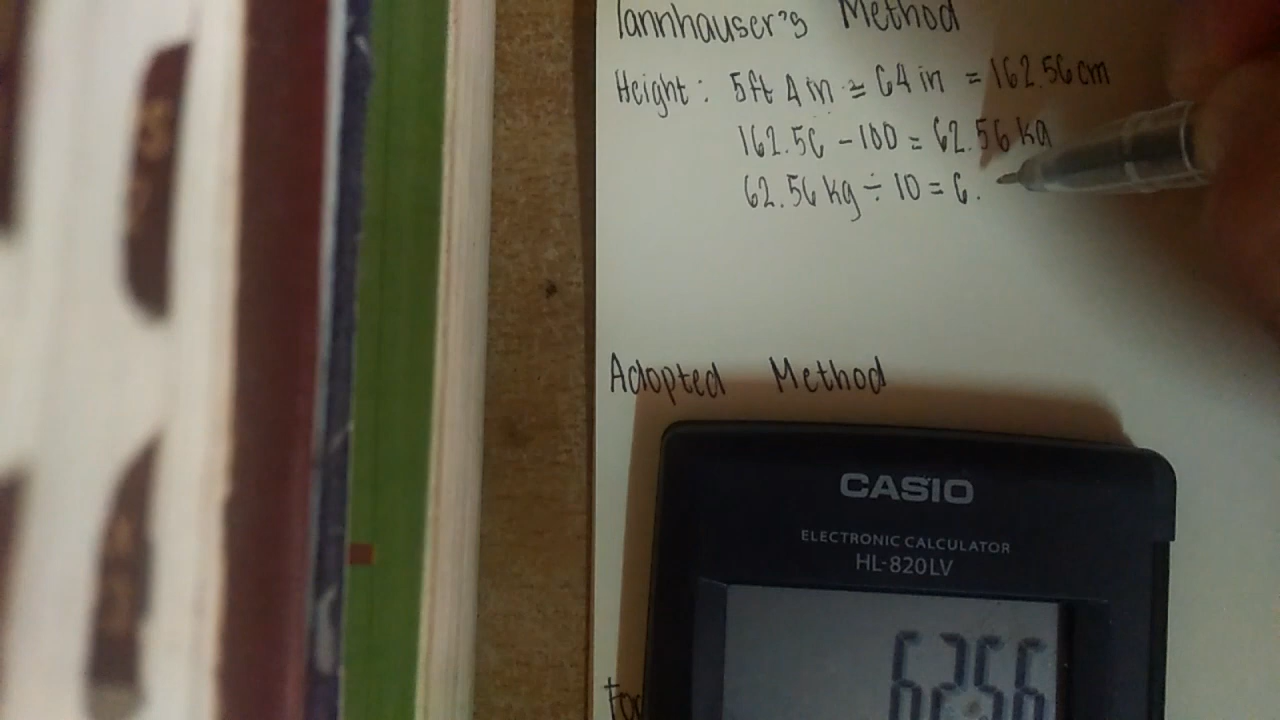 Tannhauser's Method
Height: 5ft 4 in = 64 in = 162.56 cm
162.56 - 100 = 62.56 kg
62.56 kg ÷ 10 = 6.
Adopted Method
CASIO
ELECTRONIC CALCULATOR
HL-820LV